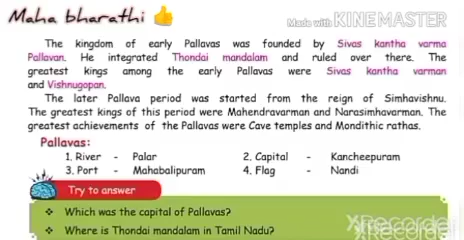 Maha bharathi
Made with KINEMASTER
The kingdom of early Pallavas was founded by Sivas kantha varma
Pallavan. He integrated Thondai mandalam and ruled over there. The
greatest kings among the early Pallavas were Sivas kantha varman
and Vishnugopan.
The later Pallava period was started from the reign of Simhavishnu.
The greatest kings of this period were Mahendravarman and Narasimhavarman. The
greatest achievements of the Pallavas were Cave temples and Mondithic rathas.
Pallavas:
1. River - Palar 2. Capital - Kancheepuram
3. Port - Mahabalipuram 4. Flag - Nandi
Try to answer
❖ Which was the capital of Pallavas?
❖ Where is Thondai mandalam in Tamil Nadu?
XRecorder